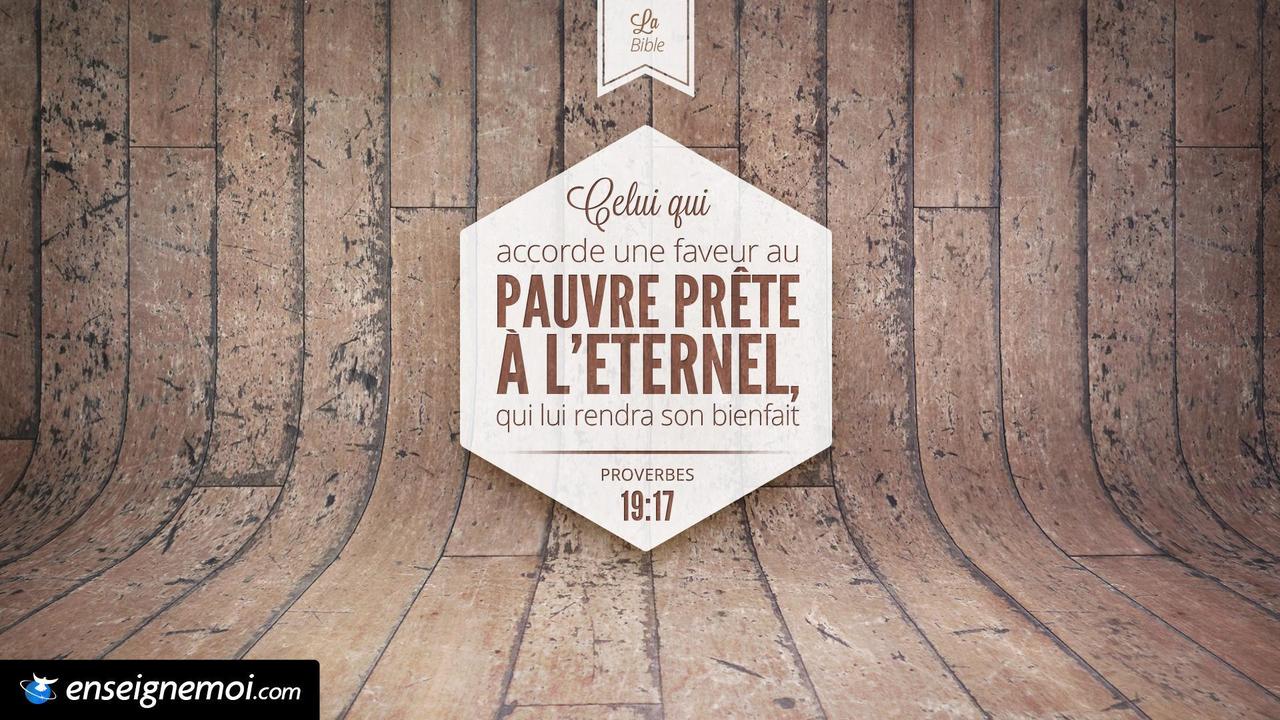 La
Bible
Celui qui
accorde une faveur au
PAUVRE PRÊTE
À L’ETERNEL,
qui lui rendra son bienfait
PROVERBES
19:17
enseignemoi.com